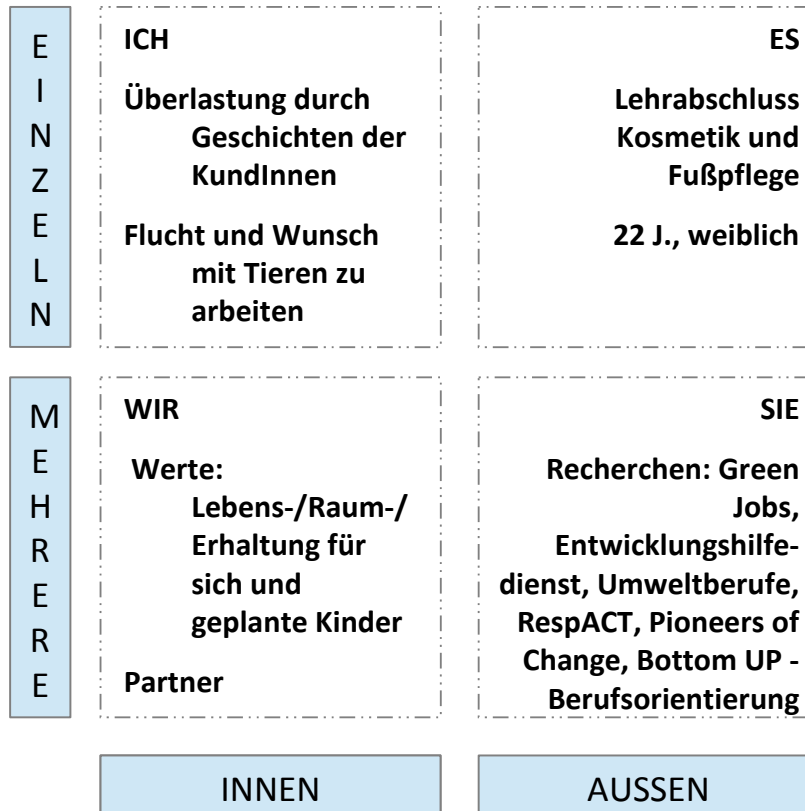 EINZELN
ICH
Überlastung durch
Geschichten der
KundInnen
Flucht und Wunsch
mit Tieren zu
arbeiten
ES
Lehrabschluss
Kosmetik und
Fußpflege
22 J., weiblich
MEHRERE
WIR
Werte:
Lebens-/Raum-/
Erhaltung für
sich und
geplante Kinder
Partner
SIE
Recherchen: Green
Jobs,
Entwicklungshilfe-
dienst, Umweltberufe,
RespACT, Pioneers of
Change, Bottom UP -
Berufsorientierung
INNEN
AUSSEN